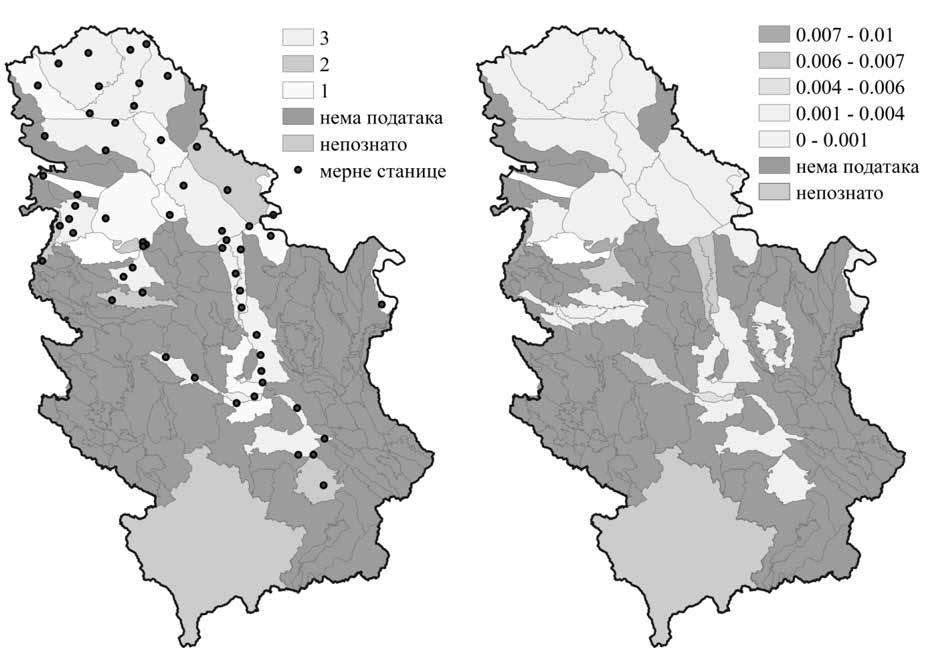 3
2
1
нема података
непознато
мерне станице
0.007 - 0.01
0.006 - 0.007
0.004 - 0.006
0.001 - 0.004
0 - 0.001
нема података
непознато